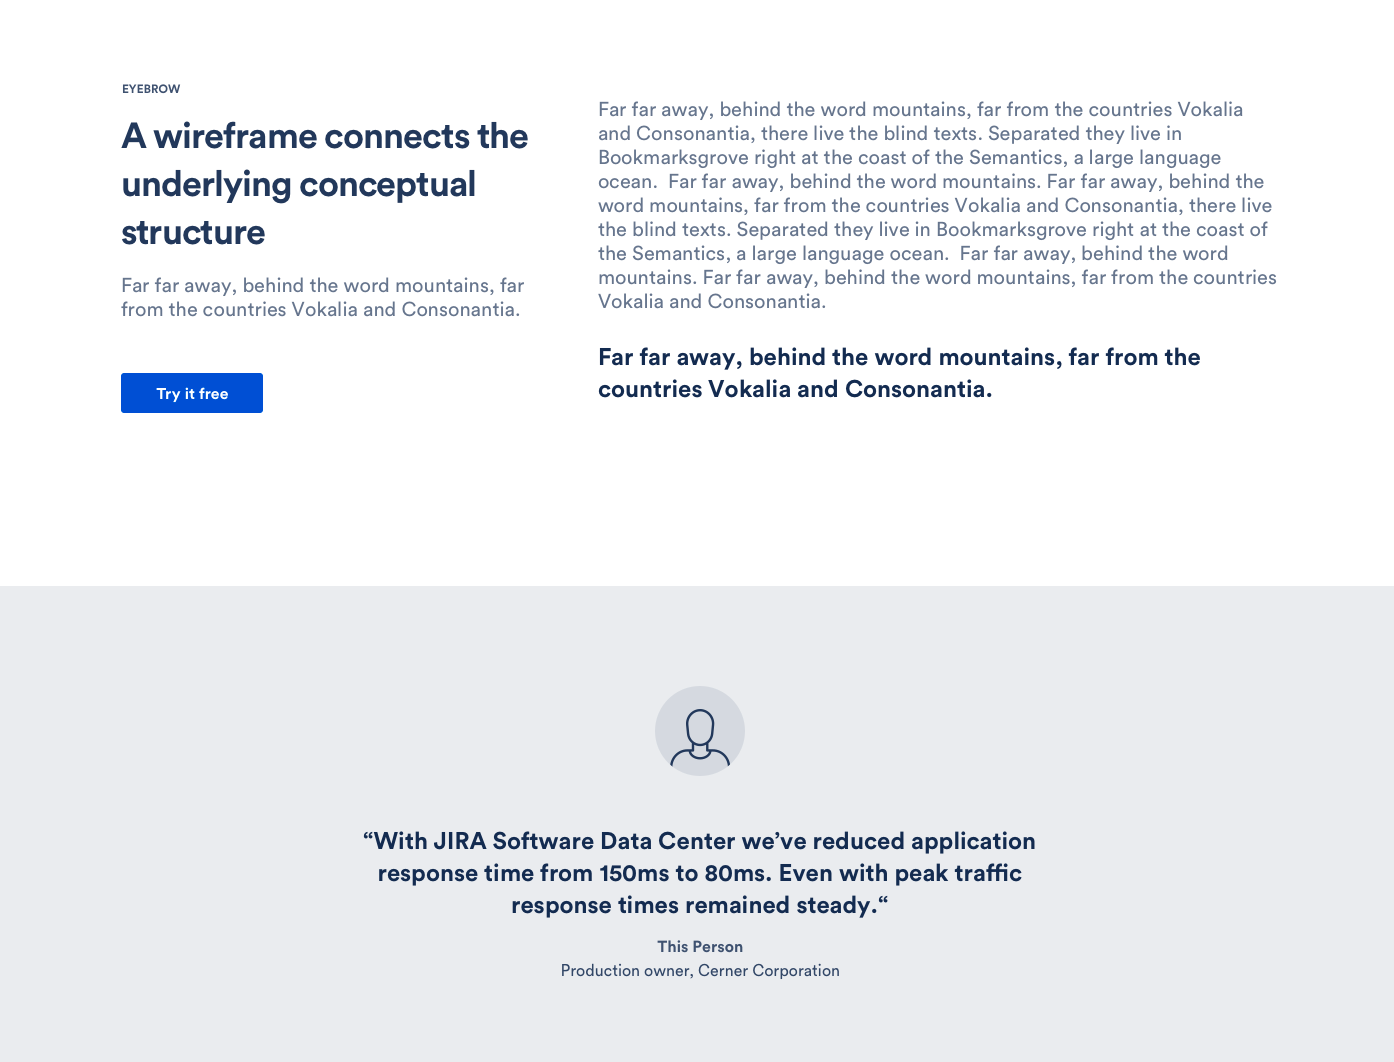 EYEBROW
A wireframe connects the
underlying conceptual
structure
Far far away, behind the word mountains, far
from the countries Vokalia and Consonantia.
Try it free
Far far away, behind the word mountains, far from the countries Vokalia
and Consonantia, there live the blind texts. Separated they live in
Bookmarksgrove right at the coast of the Semantics, a large language
ocean.  Far far away, behind the word mountains. Far far away, behind the
word mountains, far from the countries Vokalia and Consonantia, there live
the blind texts. Separated they live in Bookmarksgrove right at the coast of
the Semantics, a large language ocean.  Far far away, behind the word
mountains. Far far away, behind the word mountains, far from the countries
Vokalia and Consonantia.
Far far away, behind the word mountains, far from the
countries Vokalia and Consonantia.
“With JIRA Software Data Center we’ve reduced application
response time from 150ms to 80ms. Even with peak traffic
response times remained steady.“
This Person
Production owner, Cerner Corporation